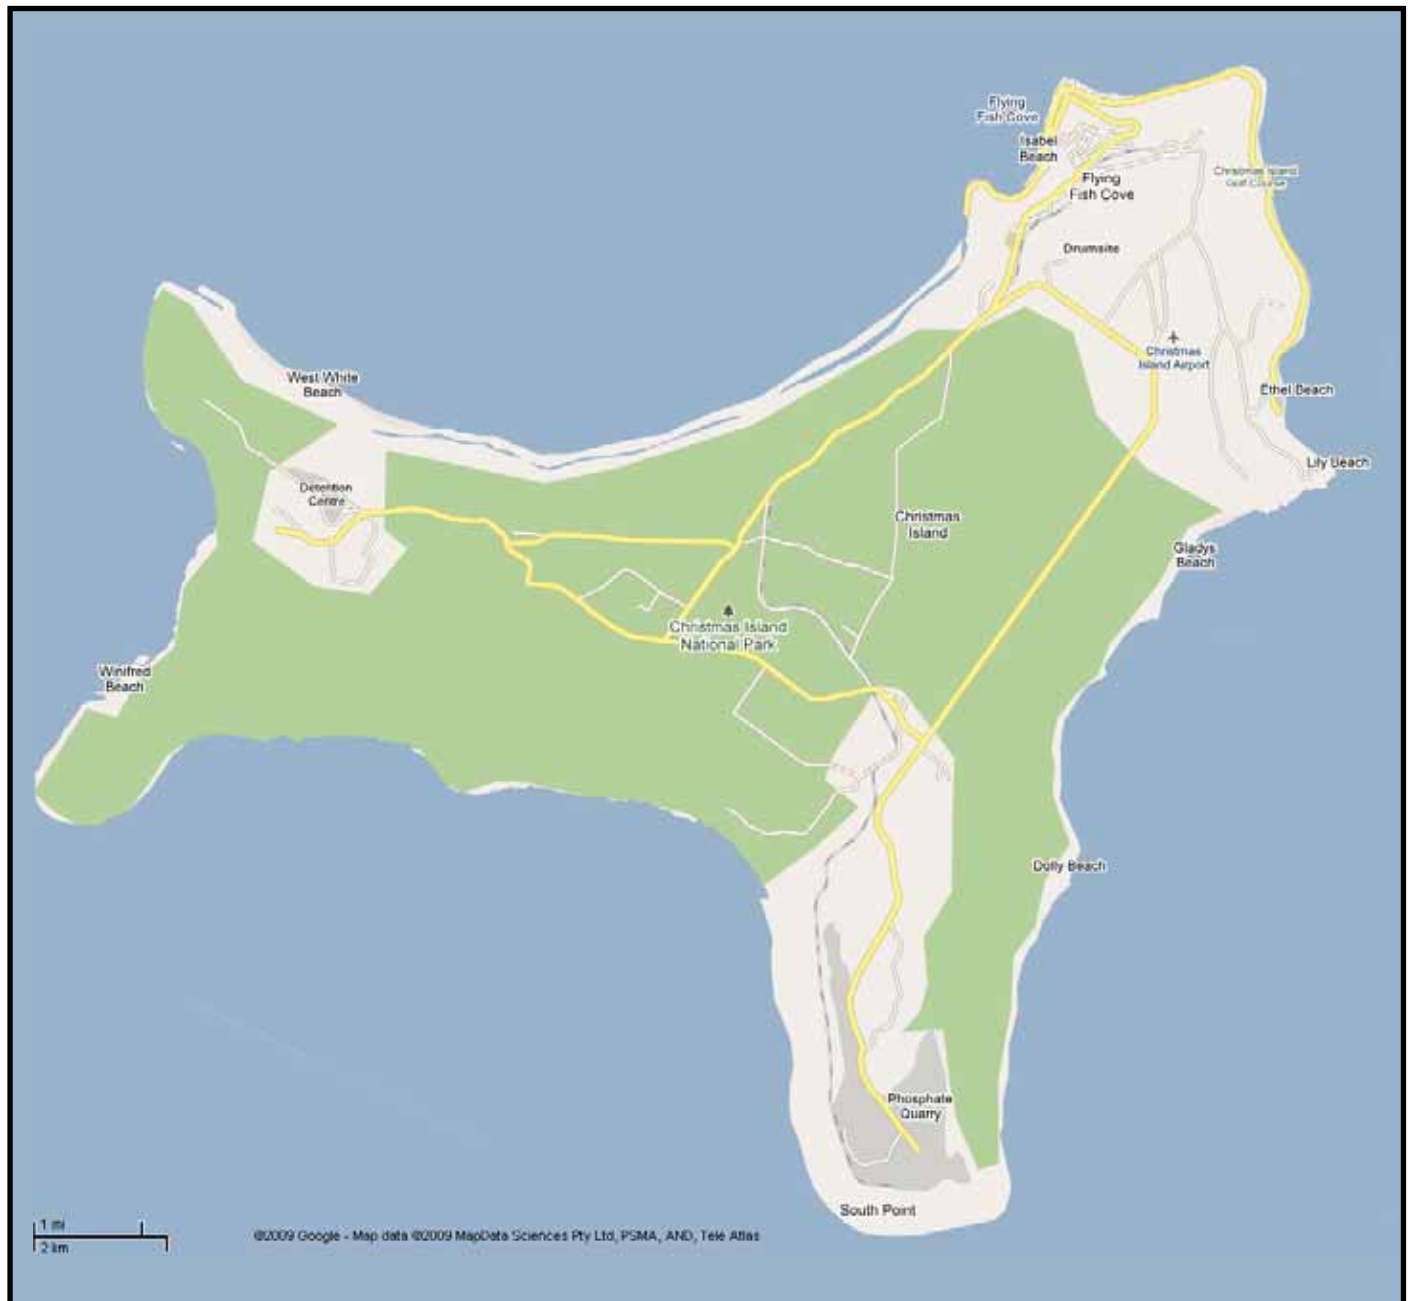 Flying
Fish Cove
Isabel
Beach
Flying
Fish Cove
Christmas Island
Golf Course
Drumsite
Christmas
Island Airport
West White
Beach
Ethel Beach
Lily Beach
Detention
Centre
Christmas
Island
Gladys
Beach
Christmas Island
National Park
Winifred
Beach
Dolly Beach
Phosphate
Quarry
South Point
1 mi
2 km
©2009 Google - Map data ©2009 MapData Sciences Pty Ltd, PSMA, AND, Tele Atlas